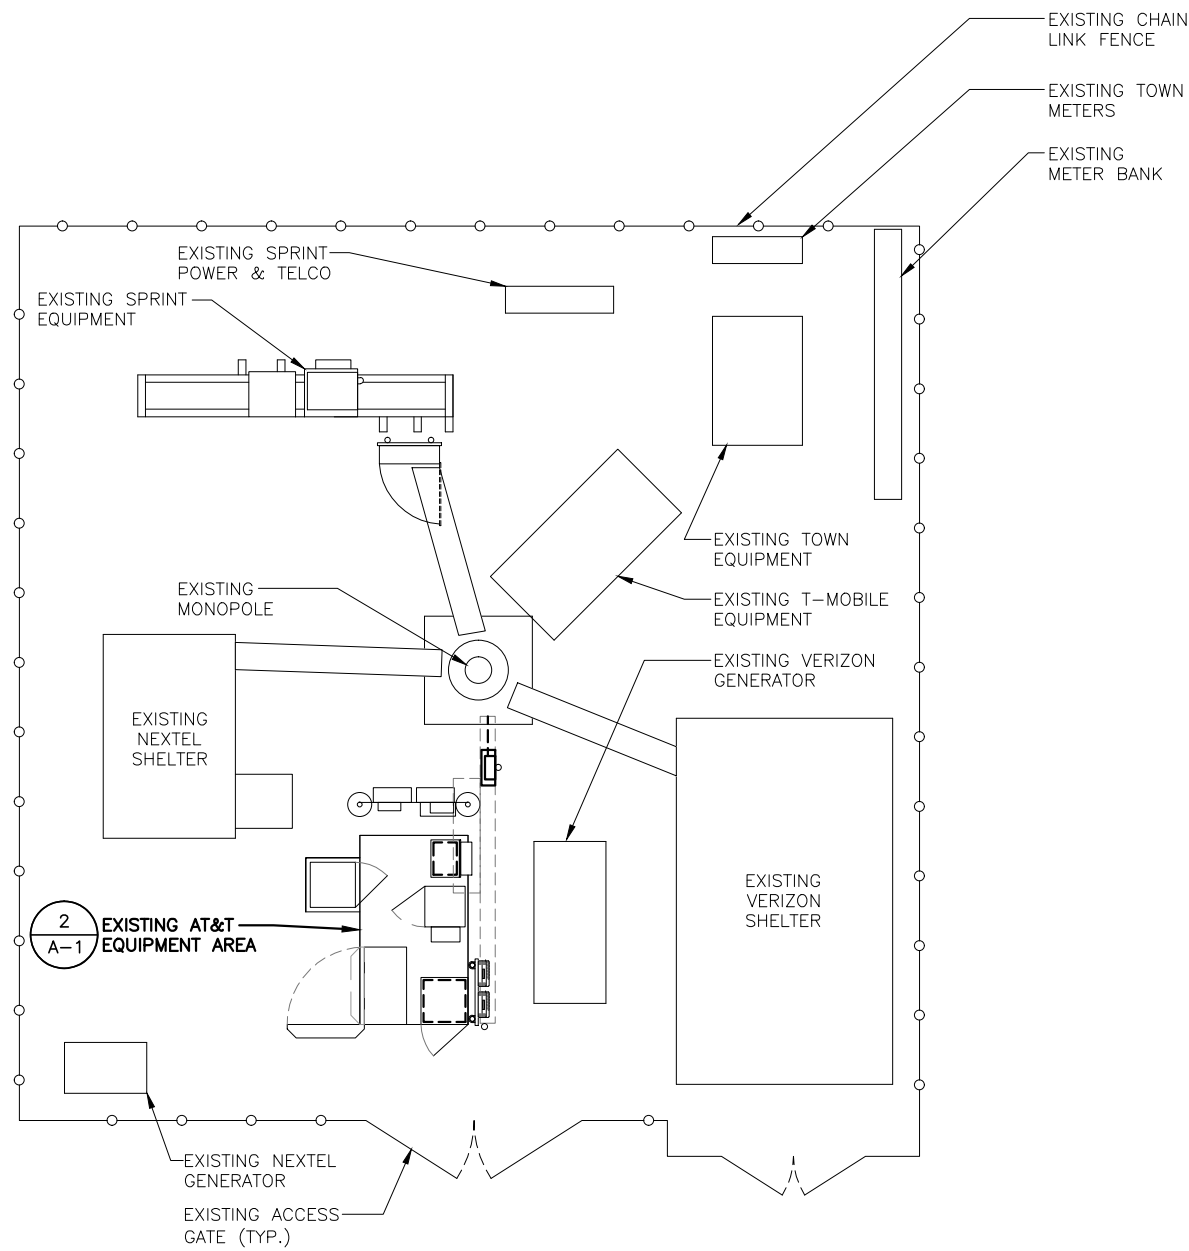 EXISTING CHAIN
LINK FENCE
EXISTING TOWN
METERS
EXISTING
METER BANK
EXISTING SPRINT
POWER & TELCO
EXISTING SPRINT
EQUIPMENT
EXISTING TOWN
EQUIPMENT
EXISTING
MONOPOLE
EXISTING T-MOBILE
EQUIPMENT
EXISTING VERIZON
GENERATOR
EXISTING
NEXTEL
SHELTER
EXISTING
VERIZON
SHELTER
2
A-1
EXISTING AT&T
EQUIPMENT AREA
EXISTING NEXTEL
GENERATOR
EXISTING ACCESS
GATE (TYP.)